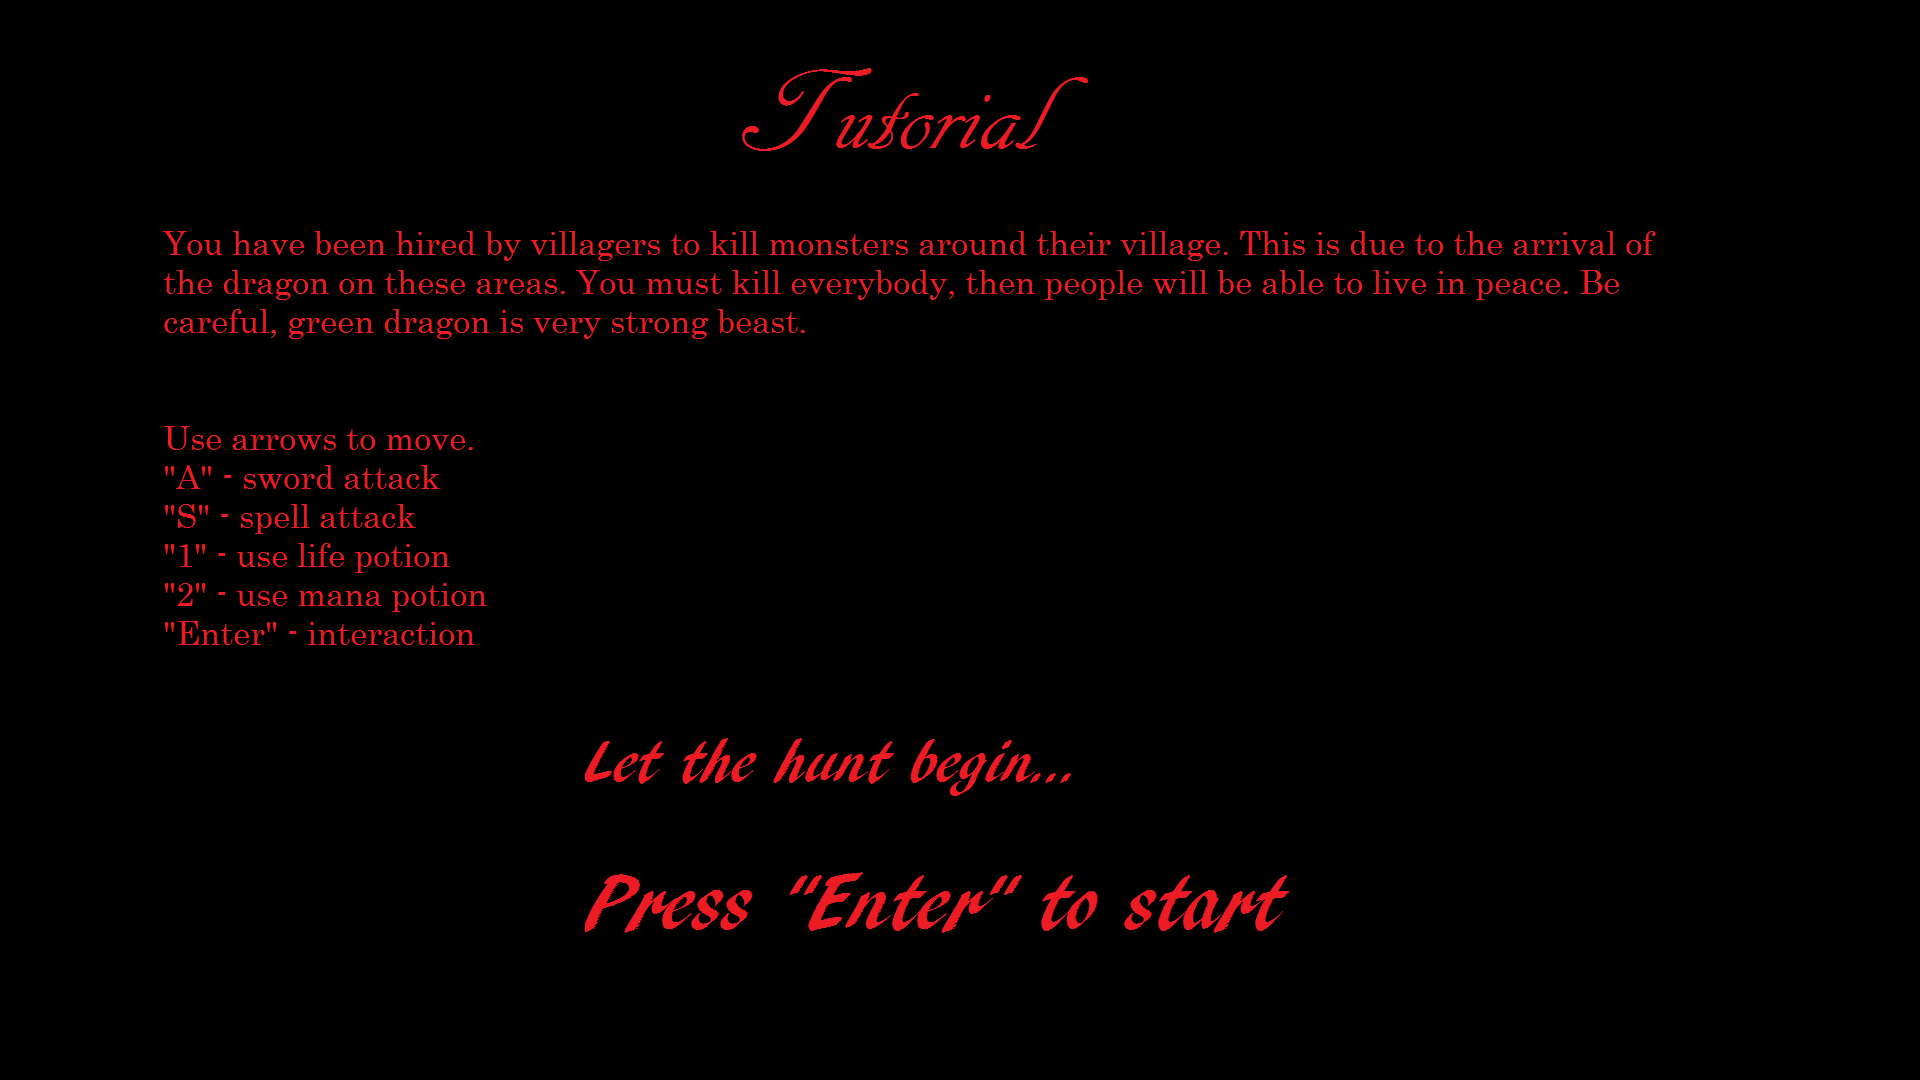 Tutorial
You have been hired by villagers to kill monsters around their village. This is due to the arrival of
the dragon on these areas. You must kill everybody, then people will be able to live in peace. Be
careful, green dragon is very strong beast.
Use arrows to move.
"A" - sword attack
"S" - spell attack
"1" - use life potion
"2" - use mana potion
"Enter" - interaction
Let the hunt begin...
Press "Enter" to start